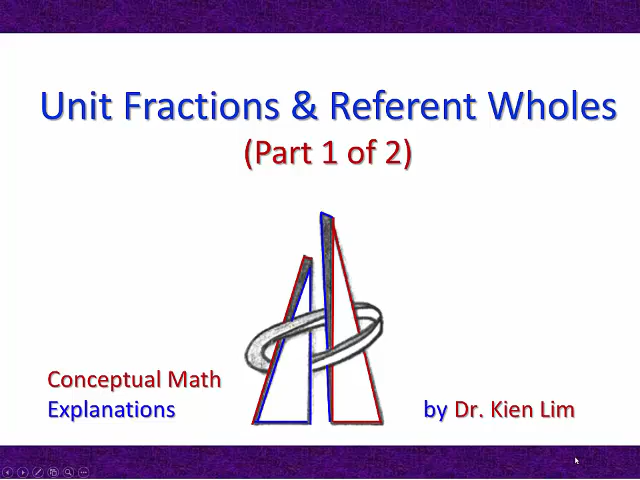 Unit Fractions & Referent Wholes
(Part 1 of 2)
Conceptual Math
Explanations
by Dr. Kien Lim